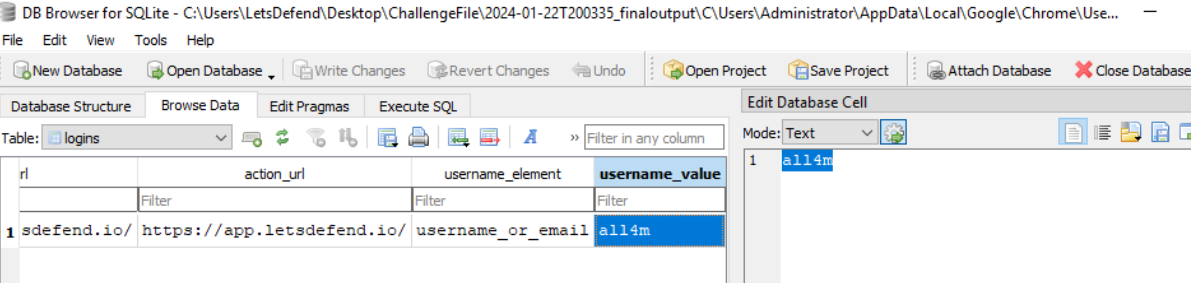 DB Browser for SQLite - C:\Users\LetsDefend\Desktop\ChallengeFile\2024-01-22T200335_finaloutput\C\Users\Administrator\AppData\Local\Google\Chrome\Use...
File Edit View Tools Help
New Database Open Database Write Changes Revert Changes Undo Open Project Save Project Attach Database Close Database
Database Structure Browse Data Edit Pragmas Execute SQL Edit Database Cell
Table: logins » Filter in any column Mode: Text
1 all4m
rl action_url username_element username_value
Filter Filter Filter
1 sdefend.io/ https://app.letsdefend.io/ username_or_email all4m